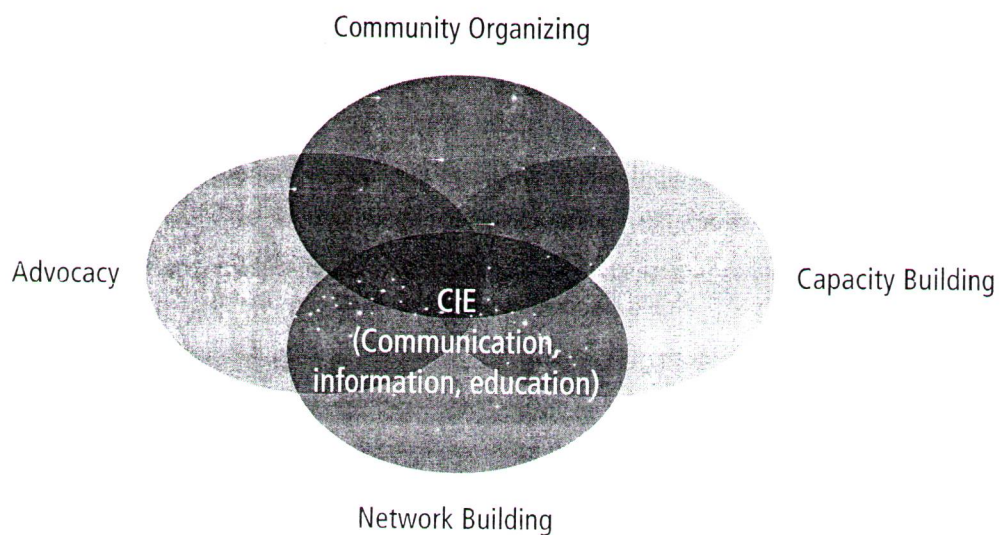 Community Organizing
Advocacy
Capacity Building
CIE
(Communication,
information, education)
Network Building